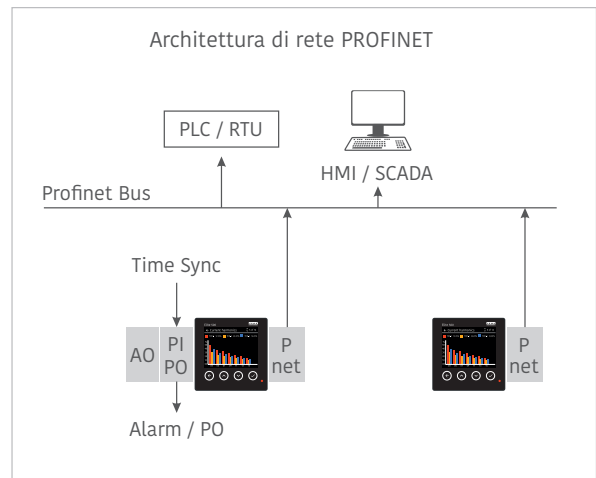 Architettura di rete PROFINET
PLC / RTU
HMI / SCADA
Profinet Bus
Time Sync
AO
PI
PO
P
net
P
net
Alarm / PO